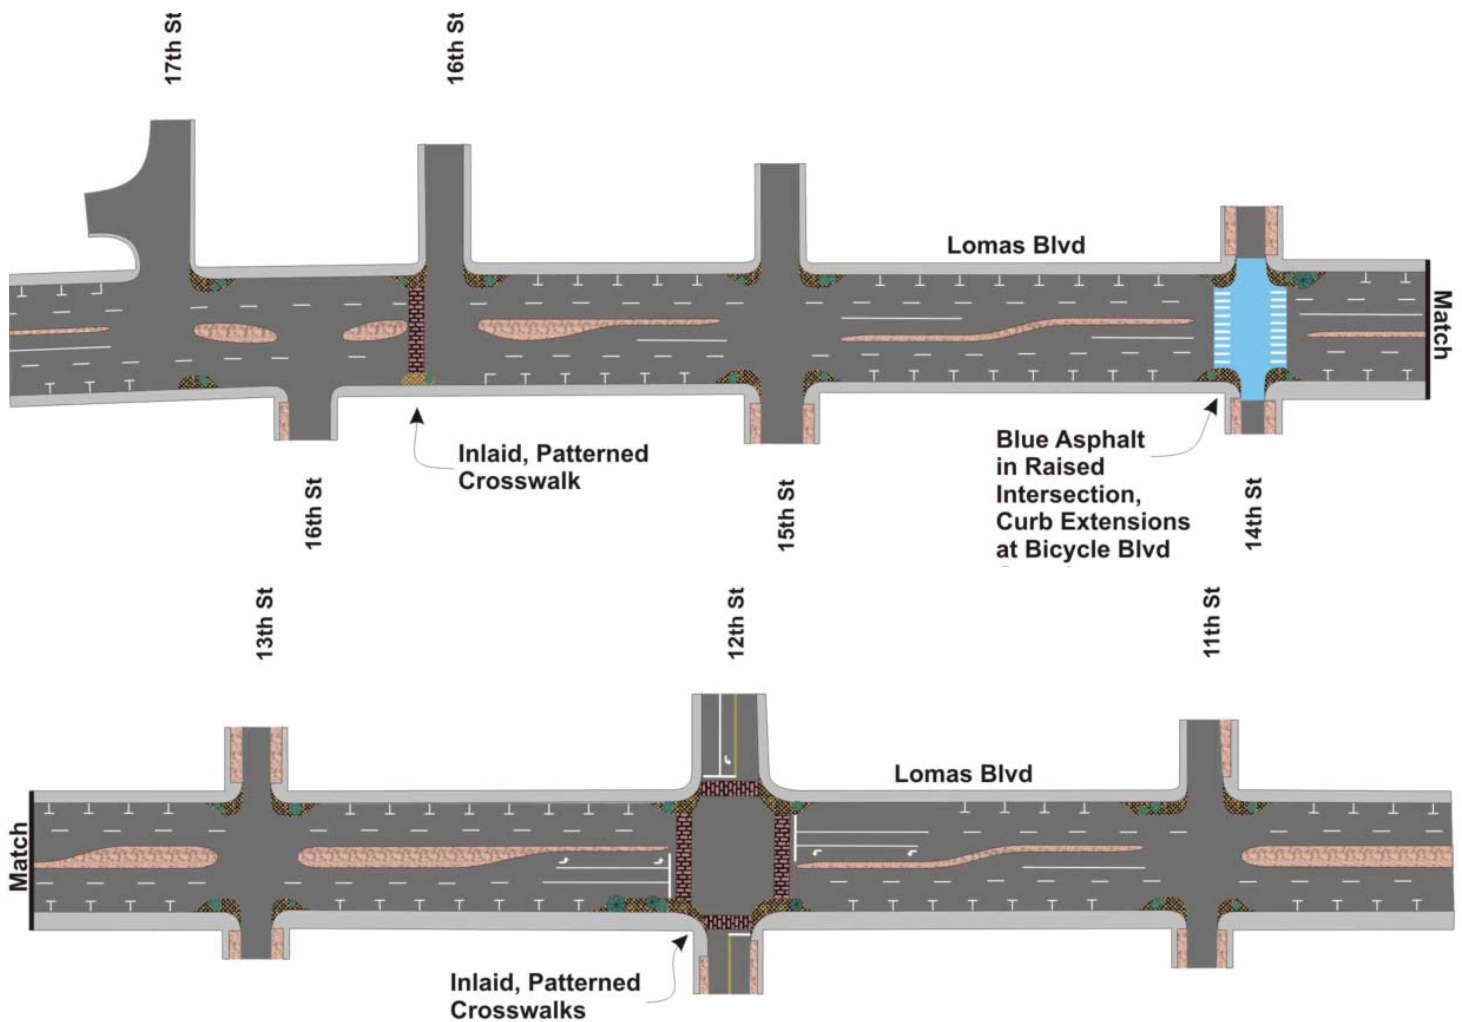 17th St
16th St
Lomas Blvd
Match
Inlaid, Patterned
Crosswalk
16th St
15th St
Blue Asphalt
in Raised
Intersection,
Curb Extensions
at Bicycle Blvd
14th St
13th St
12th St
11th St
Lomas Blvd
Match
Inlaid, Patterned
Crosswalks